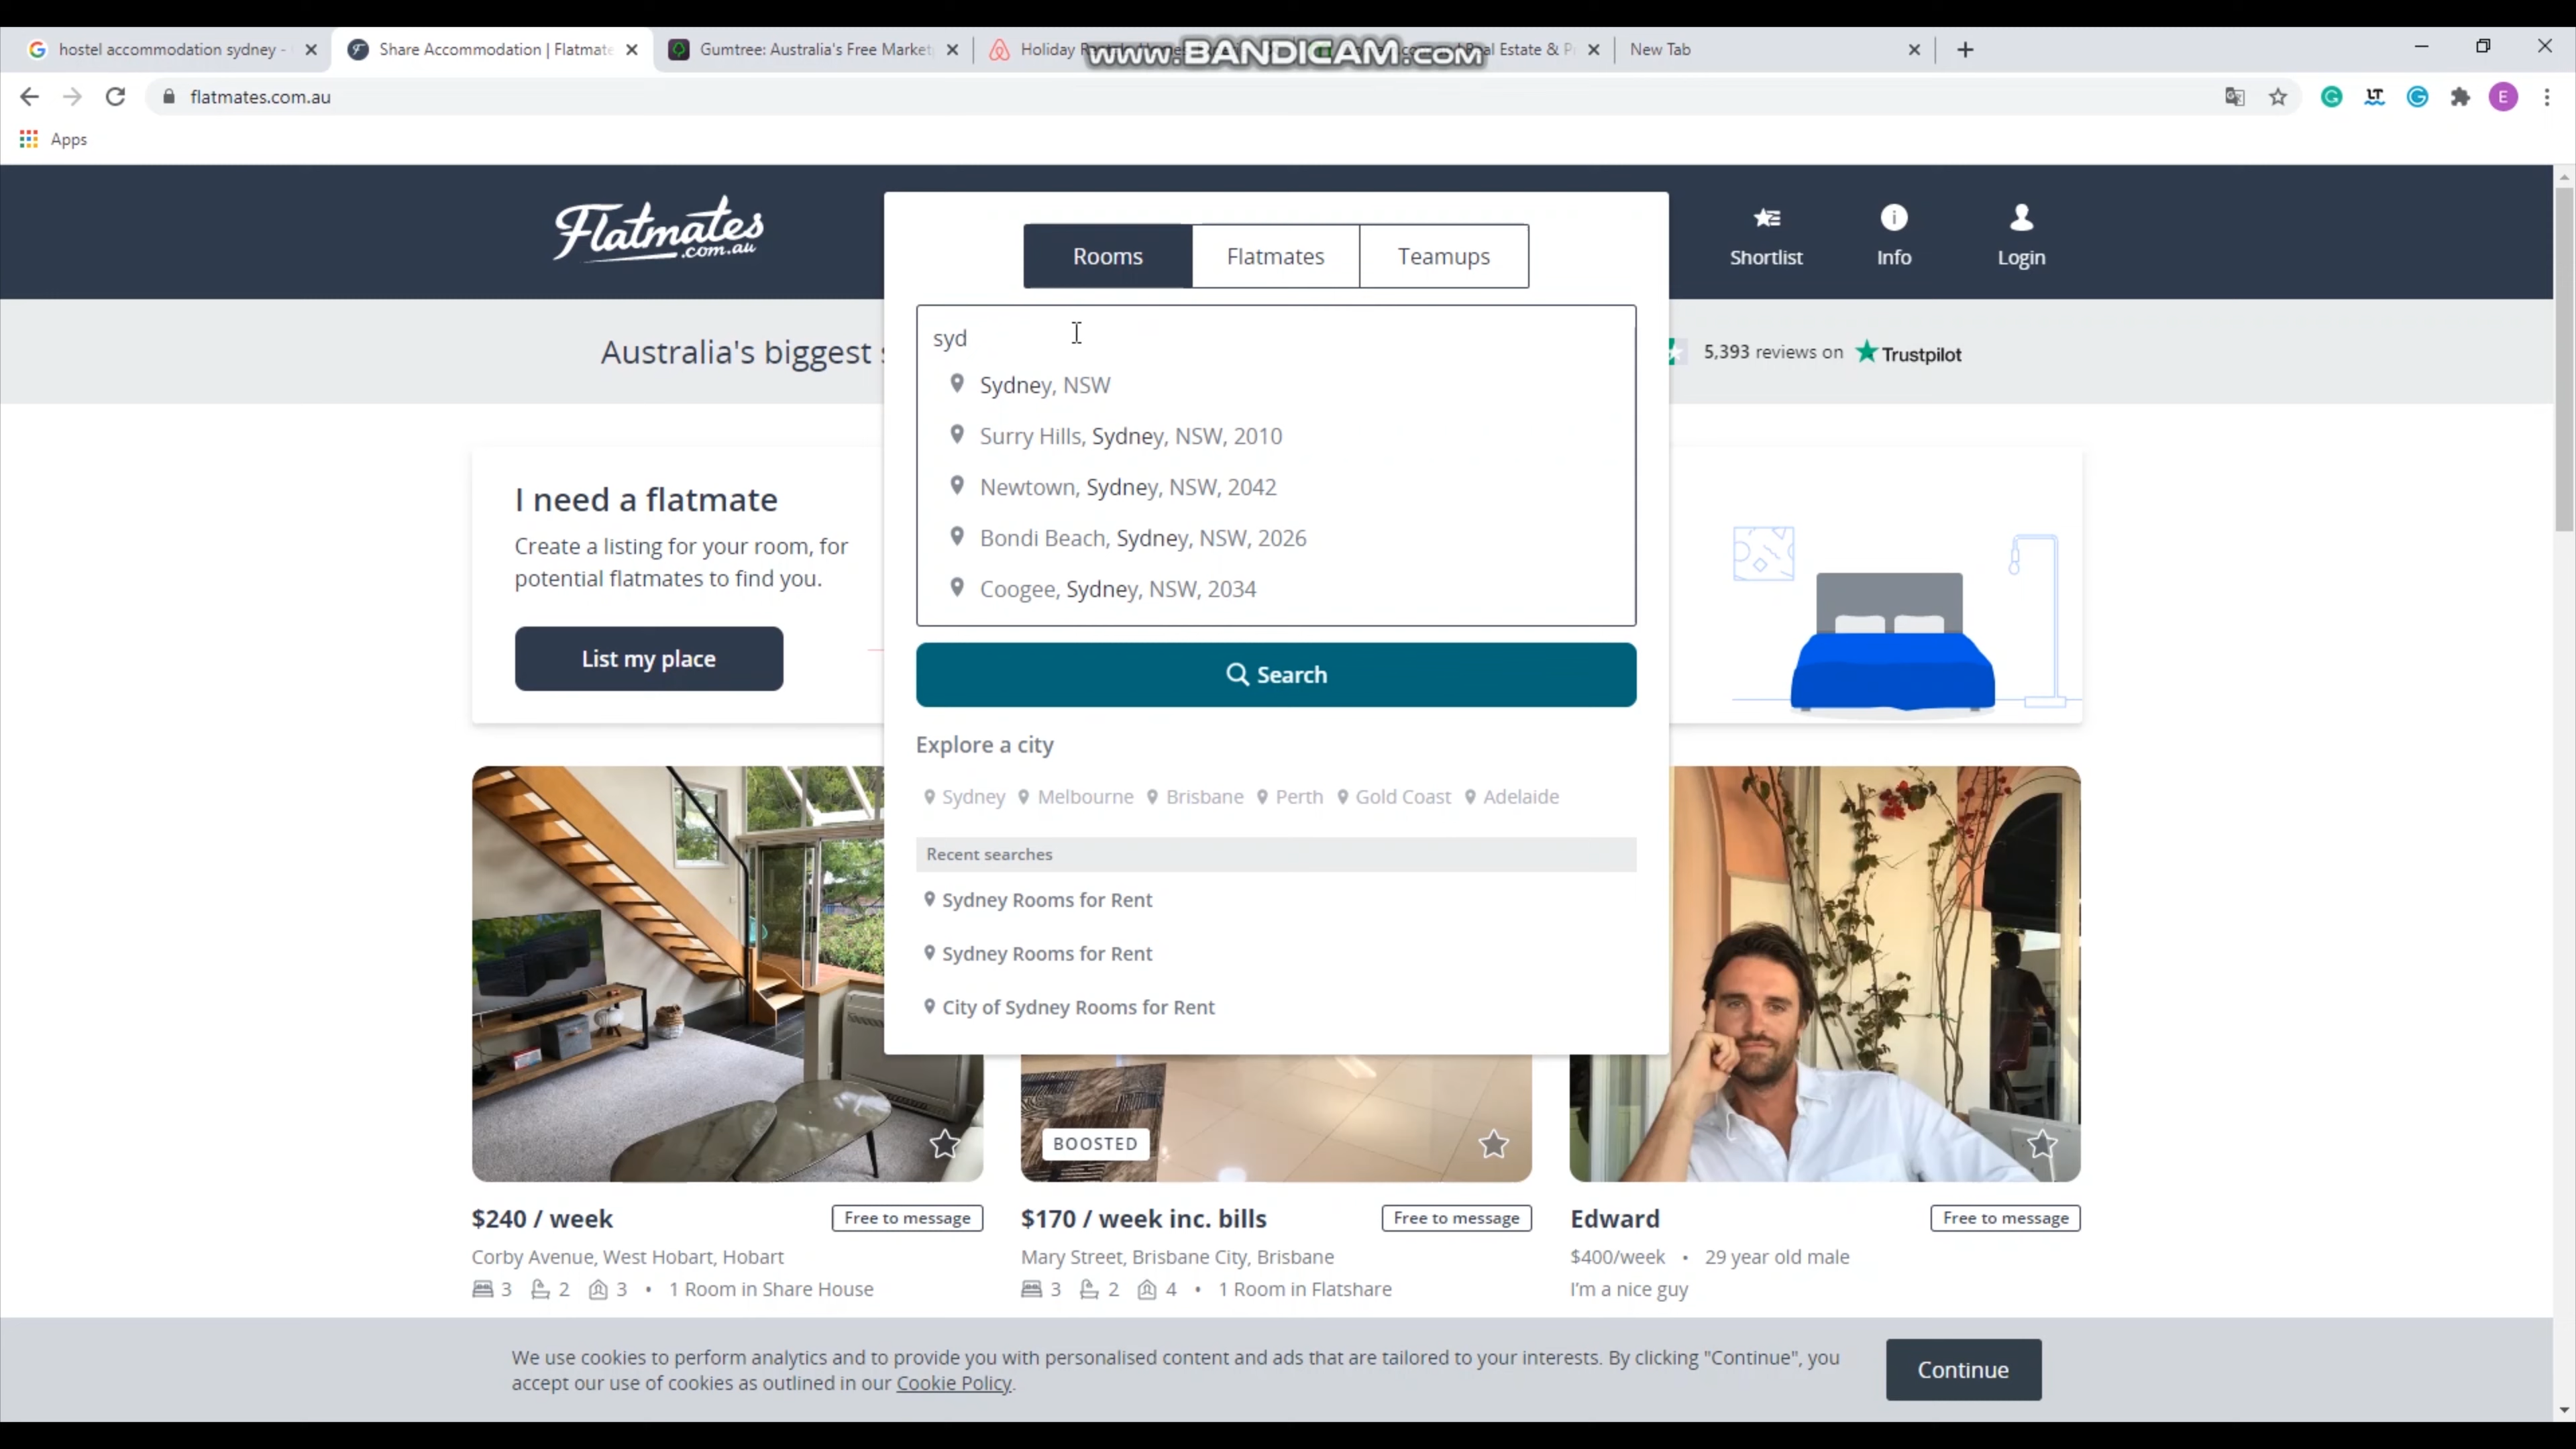 hostel accommodation sydney -
Share Accommodation | Flatmate
Gumtree: Australia's Free Market
Holiday
Real Estate & P
New Tab
www.BANDICAM.com
flatmates.com.au
E
Apps
Flatmates
.com.au
Rooms
Flatmates
Teamups
Shortlist
Info
Login
syd
Australia's biggest s
5,393 reviews on
Trustpilot
Sydney, NSW
Surry Hills, Sydney, NSW, 2010
Newtown, Sydney, NSW, 2042
Bondi Beach, Sydney, NSW, 2026
Coogee, Sydney, NSW, 2034
I need a flatmate
Create a listing for your room, for
potential flatmates to find you.
List my place
Search
Explore a city
Sydney Melbourne Brisbane Perth Gold Coast Adelaide
Recent searches
Sydney Rooms for Rent
Sydney Rooms for Rent
City of Sydney Rooms for Rent
BOOSTED
$240 / week
Free to message
Corby Avenue, West Hobart, Hobart
3 2 3 • 1 Room in Share House
$170 / week inc. bills
Free to message
Mary Street, Brisbane City, Brisbane
3 2 4 • 1 Room in Flatshare
Edward
Free to message
$400/week • 29 year old male
I'm a nice guy
We use cookies to perform analytics and to provide you with personalised content and ads that are tailored to your interests. By clicking "Continue", you
accept our use of cookies as outlined in our Cookie Policy.
Continue